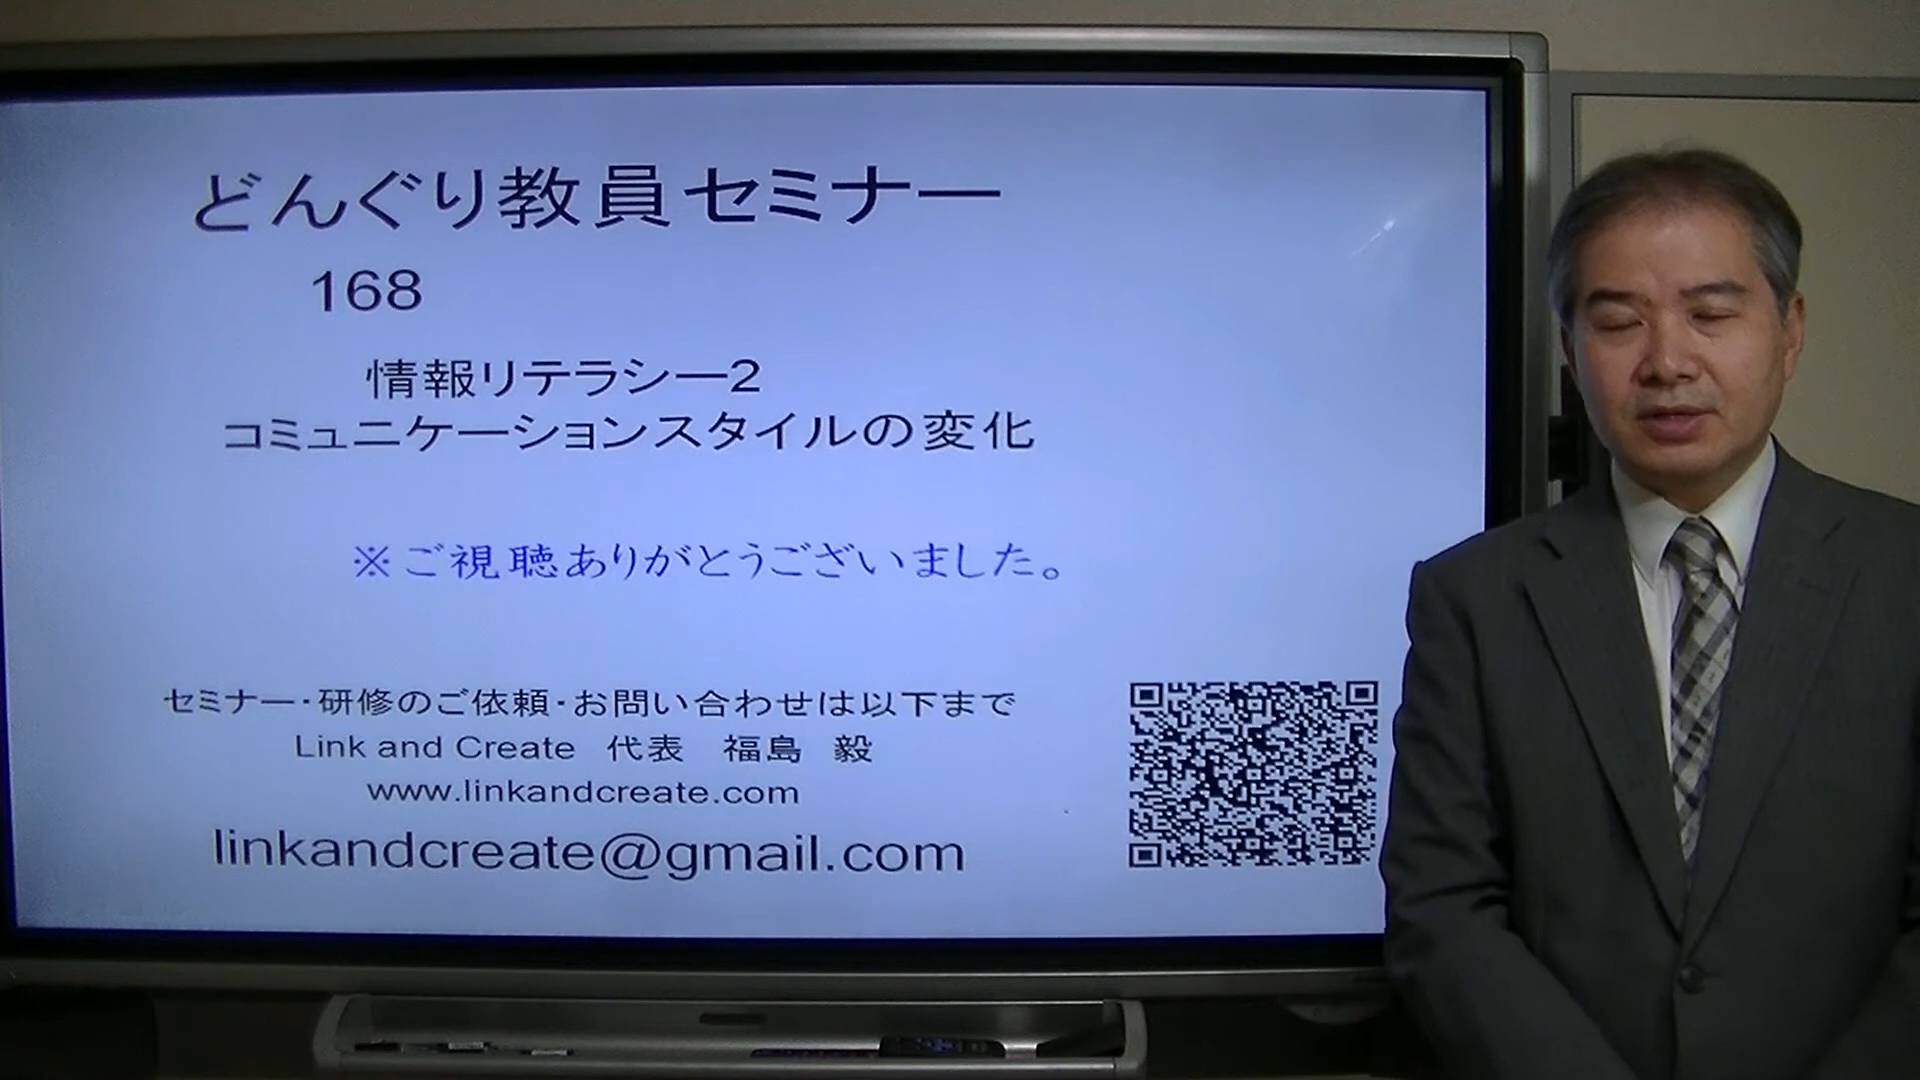 どんぐり教員セミナー
168
情報リテラシー2
コミュニケーションスタイルの変化
※ご視聴ありがとうございました。
セミナー・研修のご依頼・お問い合わせは以下まで
Link and Create　代表　福島　毅
www.linkandcreate.com
linkandcreate@gmail.com